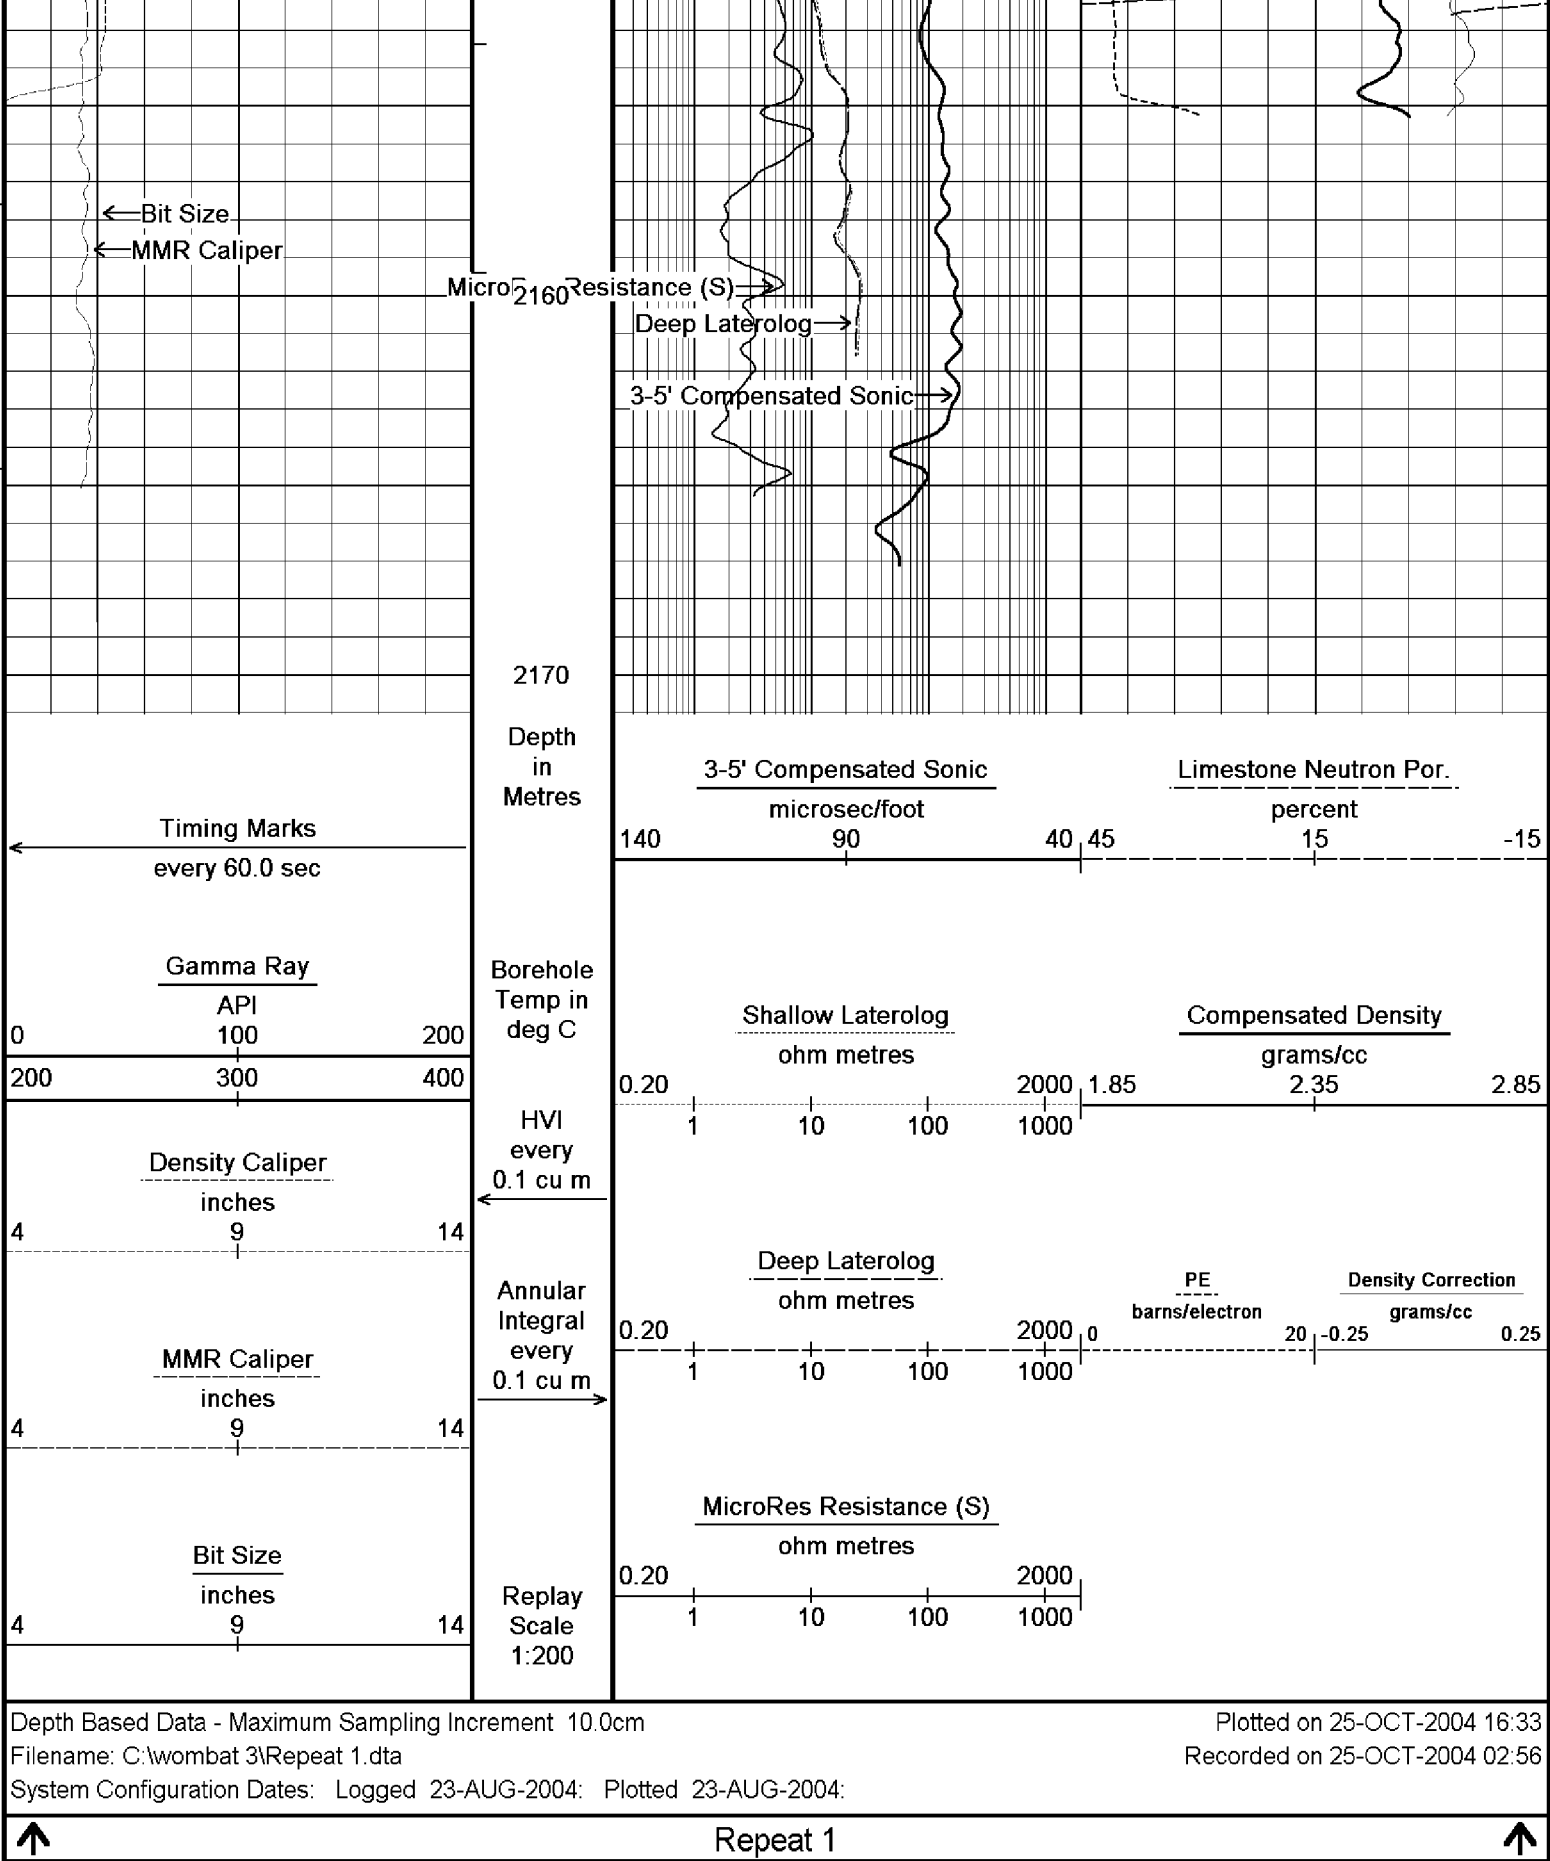 Bit Size
MMR Caliper
Resistance (S)
2160
Deep Laterolog
3-5' Compensated Sonic
2170
Depth
in
Metres
Timing Marks
every 60.0 sec
3-5' Compensated Sonic
microsec/foot
140 90 40
Limestone Neutron Por.
percent
45 15 -15
Gamma Ray
API
0 100 200
200 300 400
Borehole
Temp in
deg C
Shallow Laterolog
ohm metres
0.20 2000
1 10 100 1000
Compensated Density
grams/cc
1.85 2.35 2.85
Density Caliper
inches
4 9 14
HVI
every
0.1 cu m
MMR Caliper
inches
4 9 14
Annular
Integral
every
0.1 cu m
Deep Laterolog
ohm metres
0.20 2000
1 10 100 1000
PE
barns/electron
0 20
Density Correction
grams/cc
-0.25 0.25
Bit Size
inches
4 9 14
Replay
Scale
1:200
MicroRes Resistance (S)
ohm metres
0.20 2000
1 10 100 1000
Depth Based Data - Maximum Sampling Increment 10.0cm
Plotted on 25-OCT-2004 16:33
Filename: C:\wombat 3\Repeat 1.dta
Recorded on 25-OCT-2004 02:56
System Configuration Dates: Logged 23-AUG-2004: Plotted 23-AUG-2004:
Repeat 1